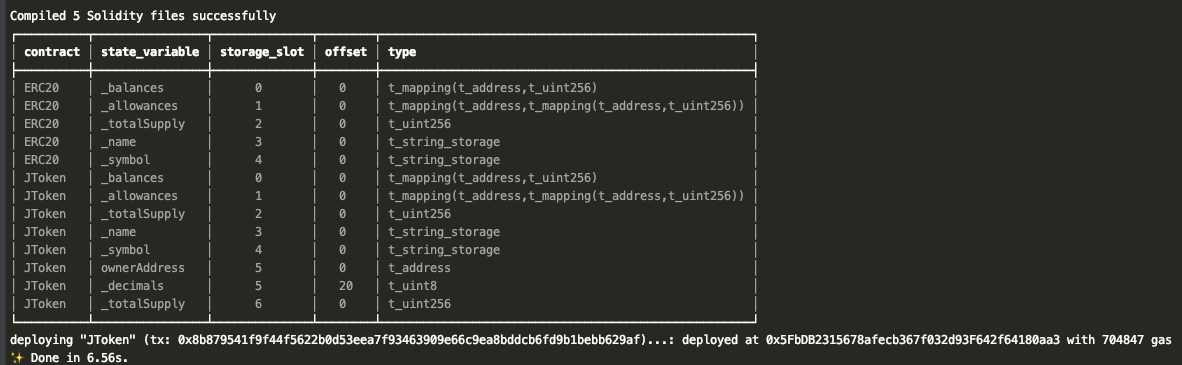 Compiled 5 Solidity files successfully
contract state_variable storage_slot offset type
ERC20 _balances 0 0 t_mapping(t_address,t_uint256)
ERC20 _allowances 1 0 t_mapping(t_address,t_mapping(t_address,t_uint256))
ERC20 _totalSupply 2 0 t_uint256
ERC20 _name 3 0 t_string_storage
ERC20 _symbol 4 0 t_string_storage
JToken _balances 0 0 t_mapping(t_address,t_uint256)
JToken _allowances 1 0 t_mapping(t_address,t_mapping(t_address,t_uint256))
JToken _totalSupply 2 0 t_uint256
JToken _name 3 0 t_string_storage
JToken _symbol 4 0 t_string_storage
JToken ownerAddress 5 0 t_address
JToken _decimals 5 20 t_uint8
JToken _totalSupply 6 0 t_uint256
deploying "JToken" (tx: 0x8b879541f9f44f5622b0d53eea7f93463909e66c9ea8bddcb6fd9b1bebb629af)...: deployed at 0x5FbDB2315678afecb367f032d93F642f64180aa3 with 704847 gas
✨ Done in 6.56s.